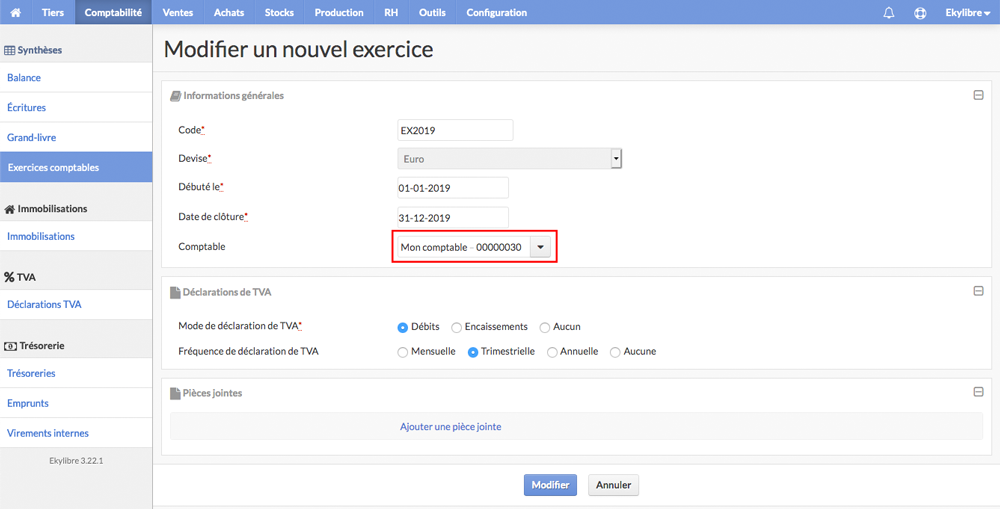 Tiers Comptabilité Ventes Achats Stocks Production RH Outils Configuration Ekylibre
Synthèses
Balance
Écritures
Grand-livre
Exercices comptables
Immobilisations
Immobilisations
TVA
Déclarations TVA
Trésorerie
Trésoreries
Emprunts
Virements internes
Ekylibre 3.22.1
Modifier un nouvel exercice
Informations générales
Code* EX2019
Devise* Euro
Débuté le* 01-01-2019
Date de clôture* 31-12-2019
Comptable Mon comptable - 00000030
Déclarations de TVA
Mode de déclaration de TVA* Débits Encaissements Aucun
Fréquence de déclaration de TVA Mensuelle Trimestrielle Annuelle Aucune
Pièces jointes
Ajouter une pièce jointe
Modifier Annuler